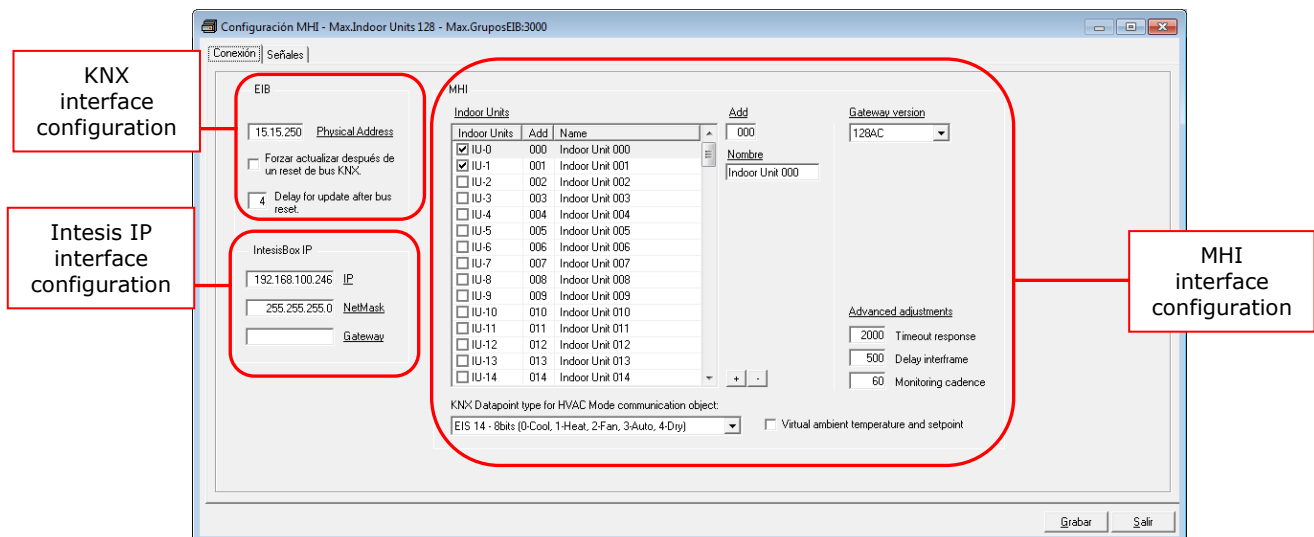 Configuración MHI - Max.Indoor Units 128 - Max.GruposEIB:3000
Conexión
Señales
KNX
interface
configuration
EIB
15.15.250 Physical Address
Forzar actualizar después de
un reset de bus KNX.
4 Delay for update after bus
reset.
Intesis IP
interface
configuration
IntesisBox IP
192.168.100.246 IP
255.255.255.0 NetMask
Gateway
MHI
Indoor Units
Indoor Units Add Name
IU-0 000 Indoor Unit 000
IU-1 001 Indoor Unit 001
IU-2 002 Indoor Unit 002
IU-3 003 Indoor Unit 003
IU-4 004 Indoor Unit 004
IU-5 005 Indoor Unit 005
IU-6 006 Indoor Unit 006
IU-7 007 Indoor Unit 007
IU-8 008 Indoor Unit 008
IU-9 009 Indoor Unit 009
IU-10 010 Indoor Unit 010
IU-11 011 Indoor Unit 011
IU-12 012 Indoor Unit 012
IU-13 013 Indoor Unit 013
IU-14 014 Indoor Unit 014
Add
000
Nombre
Indoor Unit 000
+ -
Gateway version
128AC
Advanced adjustments
2000 Timeout response
500 Delay interframe
60 Monitoring cadence
KNX Datapoint type for HVAC Mode communication object:
EIS 14 - 8bits (0-Cool, 1-Heat, 2-Fan, 3-Auto, 4-Dry)
Virtual ambient temperature and setpoint
MHI
interface
configuration
Grabar
Salir